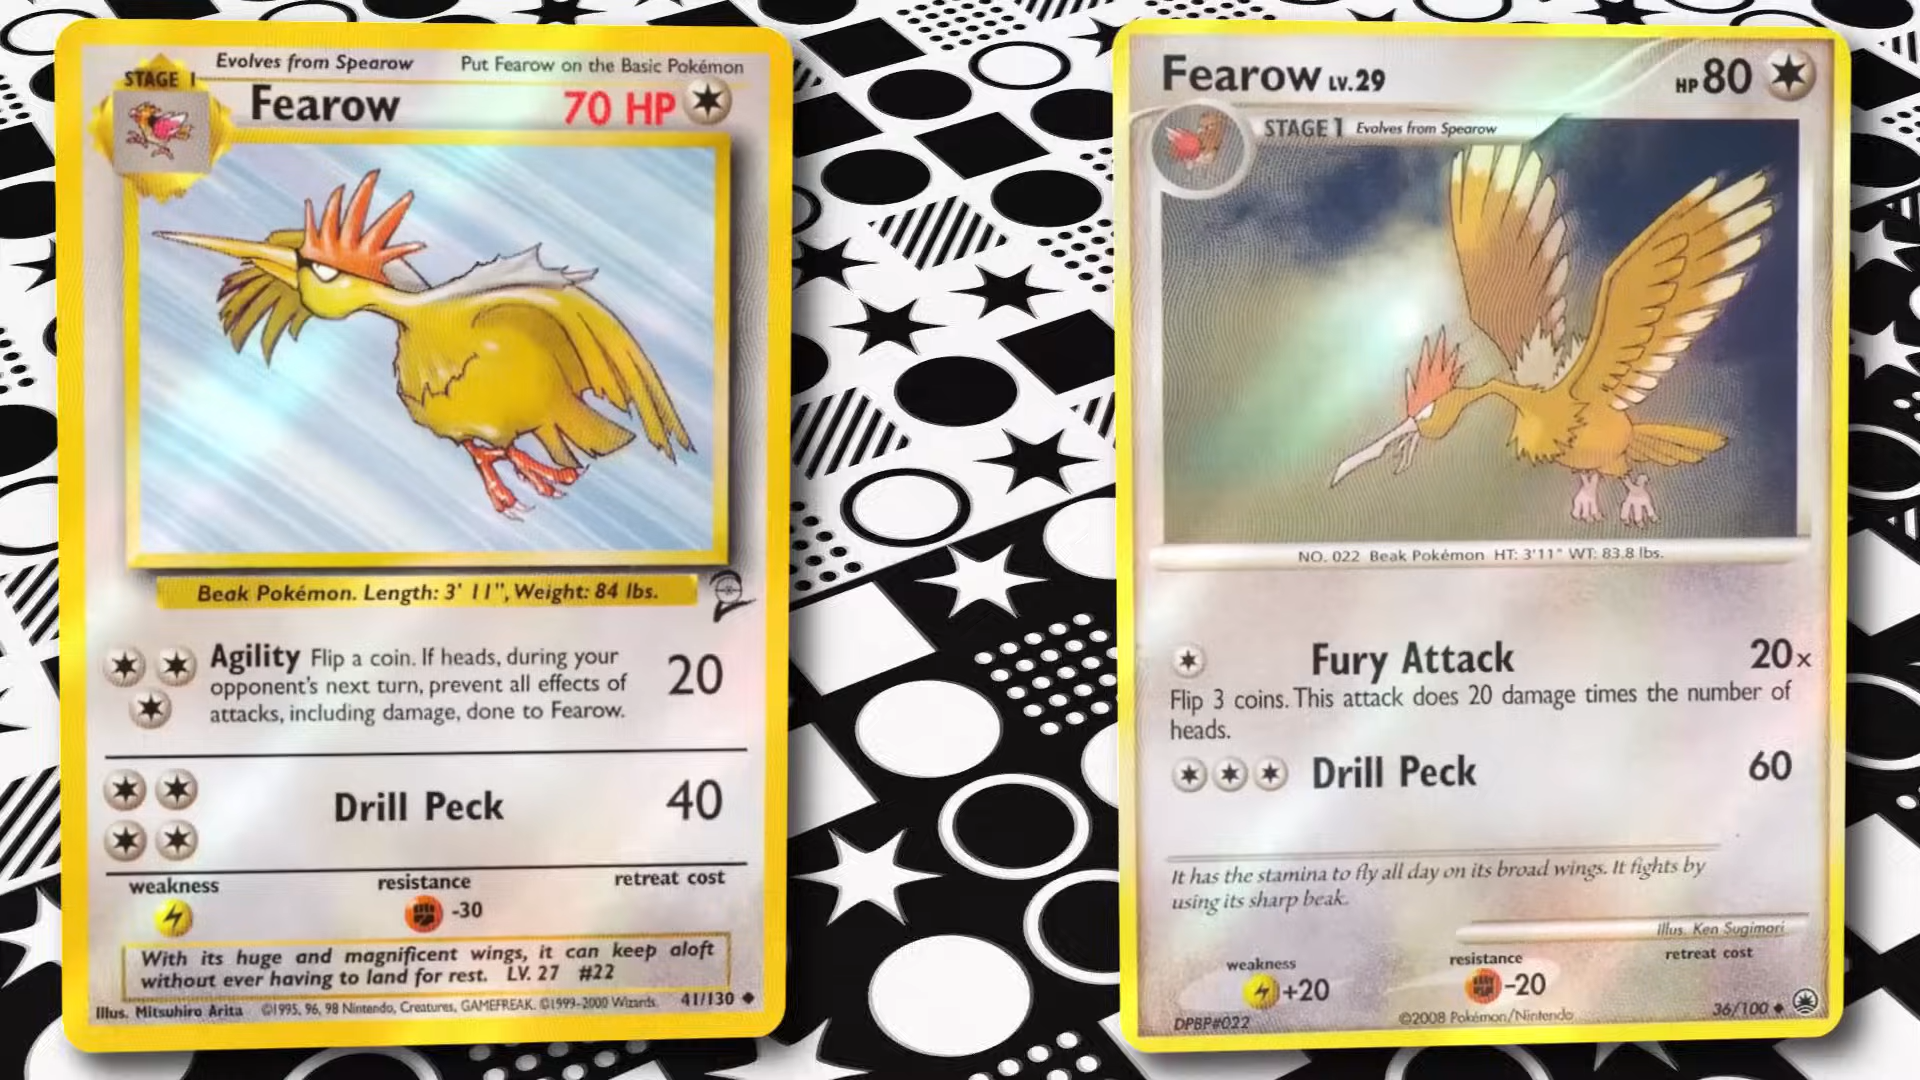 Evolves from Spearow
Put Fearow on the Basic Pokémon
STAGE 1
Fearow
70 HP
Beak Pokémon. Length: 3' 11", Weight: 84 lbs.
Agility Flip a coin. If heads, during your
opponent's next turn, prevent all effects of
attacks, including damage, done to Fearow.
20
Drill Peck
40
weakness
resistance
retreat cost
-30
With its huge and magnificent wings, it can keep aloft
without ever having to land for rest. LV. 27 #22
Illus. Mitsuhiro Arita
©1995, 96, 98 Nintendo, Creatures, GAMEFREAK. ©1999-2000 Wizards.
41/130
Fearow LV.29
HP 80
STAGE 1 Evolves from Spearow
NO. 022 Beak Pokémon HT: 3'11" WT: 83.8 lbs.
Fury Attack
20x
Flip 3 coins. This attack does 20 damage times the number of
heads.
Drill Peck
60
It has the stamina to fly all day on its broad wings. It fights by
using its sharp beak.
Illus. Ken Sugimori
weakness
resistance
retreat cost
+20
-20
DPBP#022
©2008 Pokémon/Nintendo
36/100